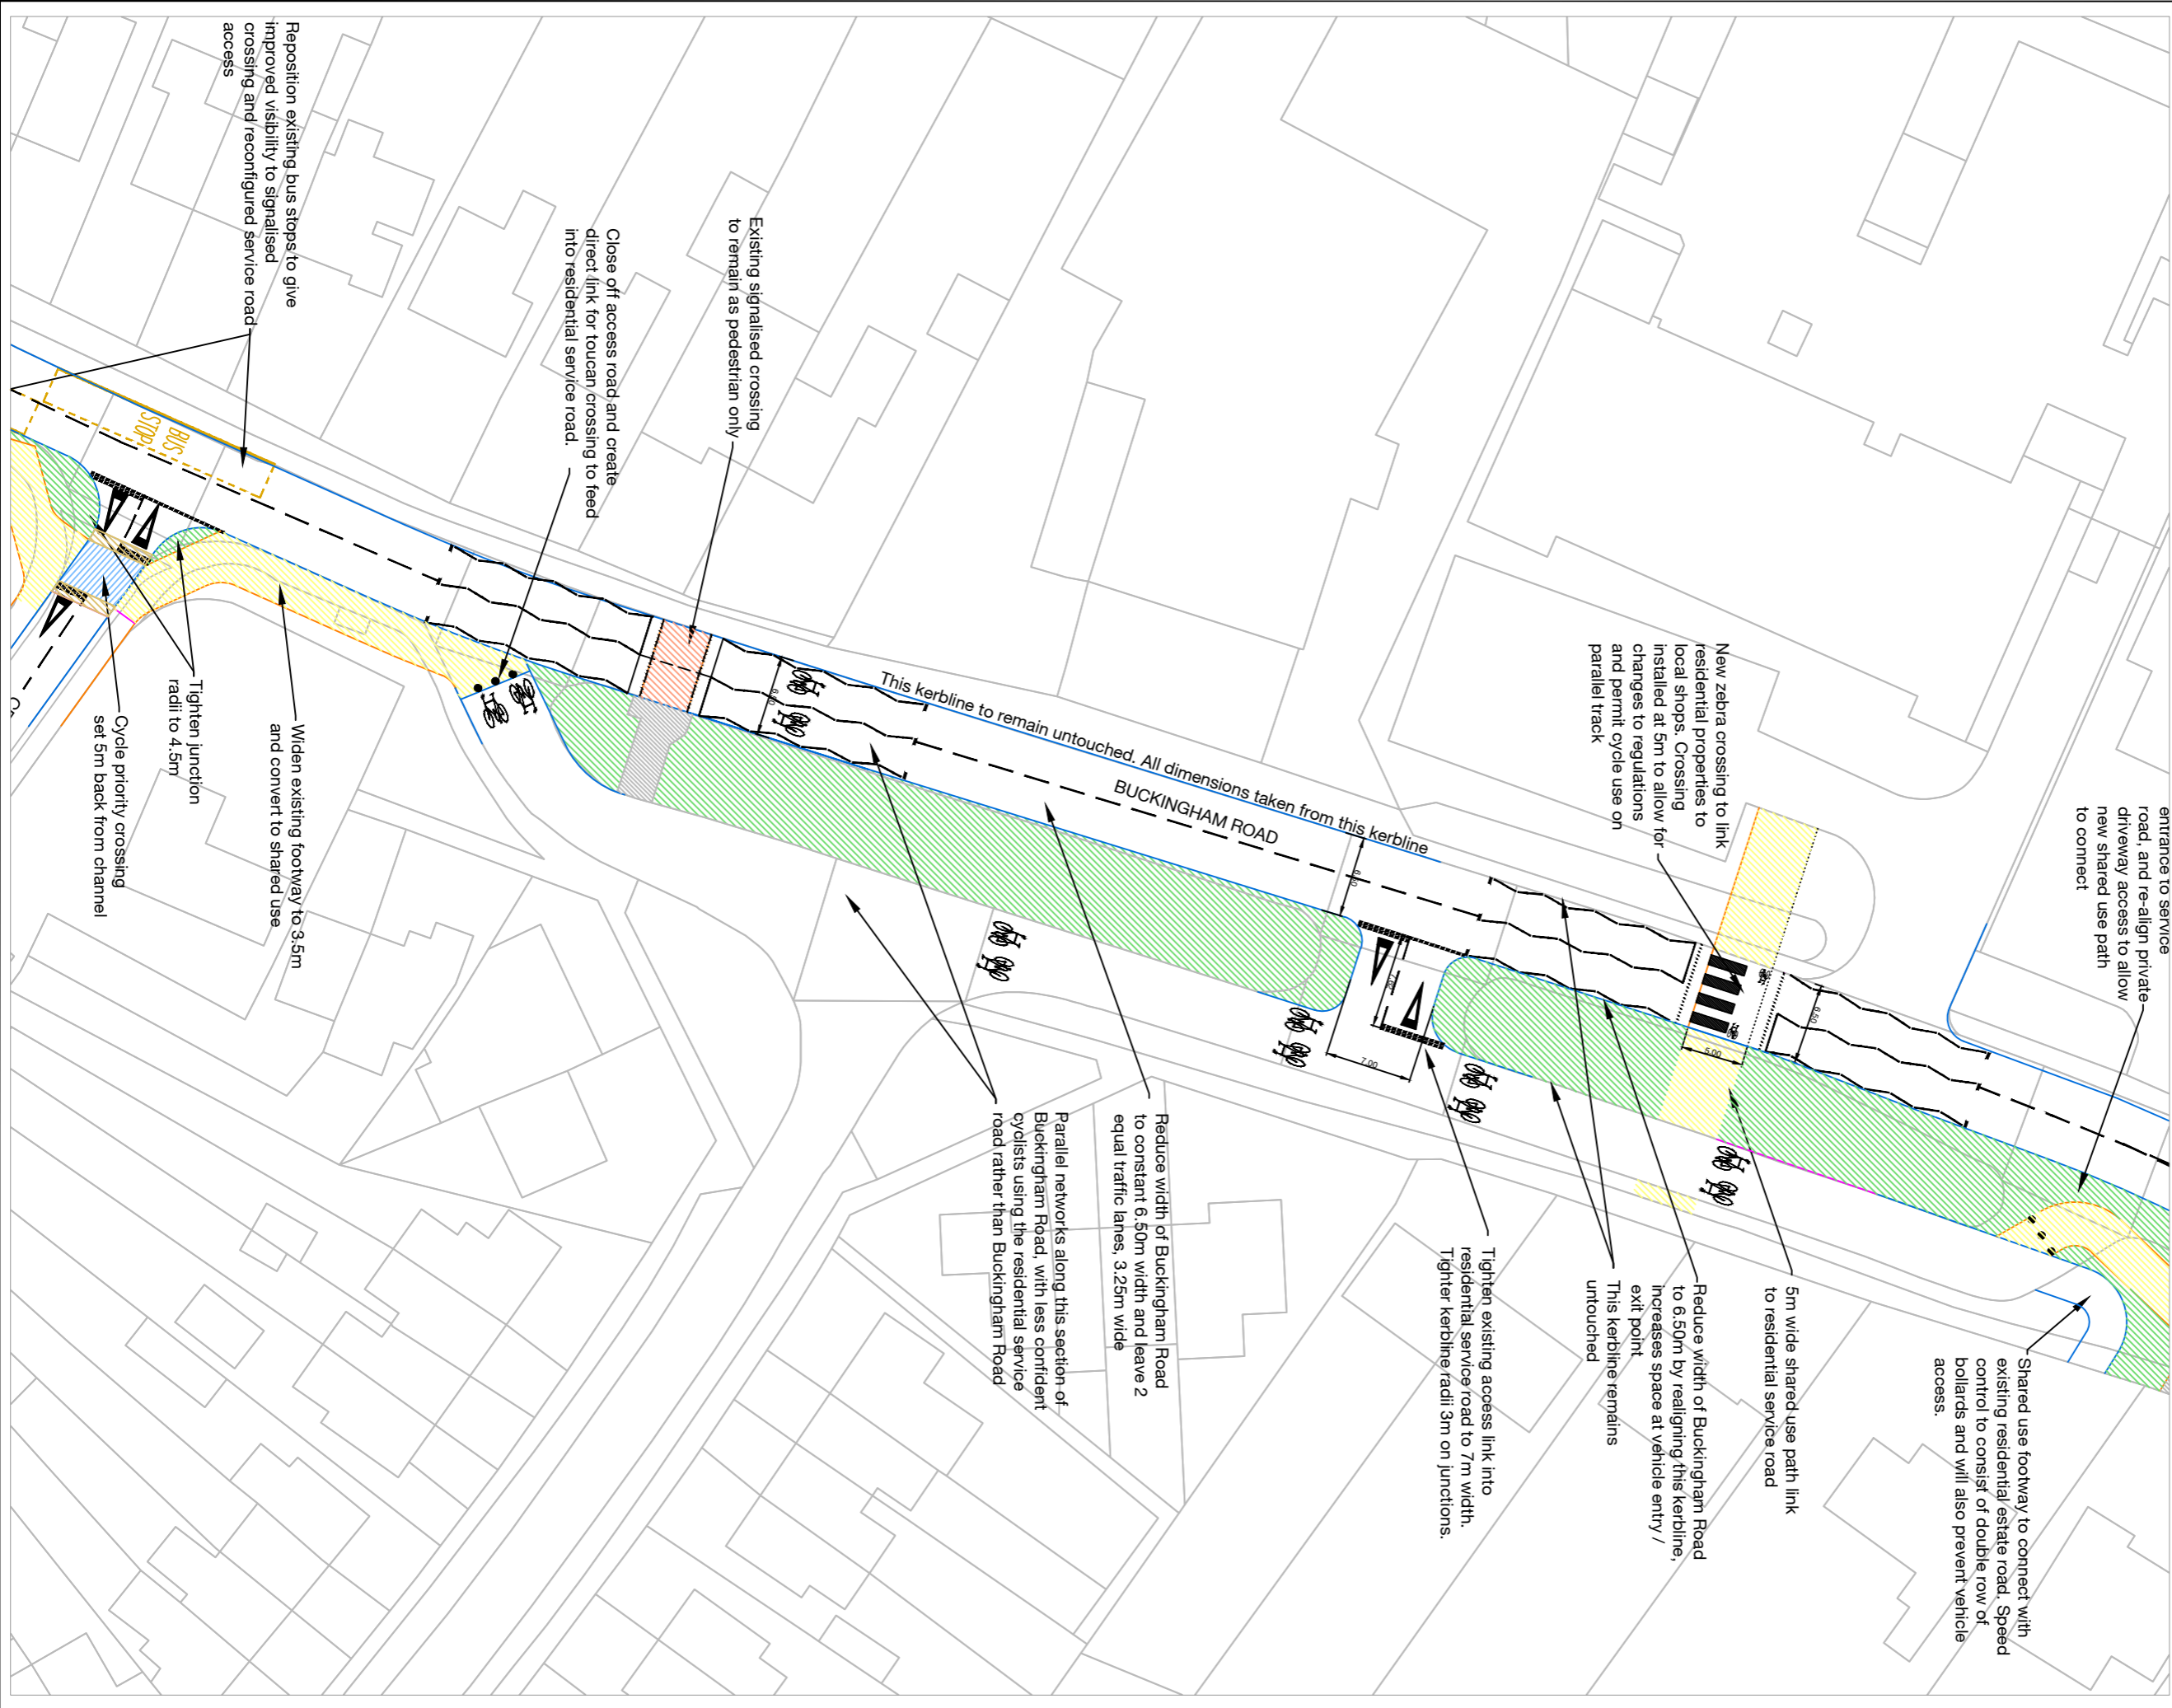 Reposition existing bus stops to give
improved visibility to signalised
crossing and reconfigured service road
access
Close off access road and create
direct link for toucan crossing to feed
into residential service road.
Existing signalised crossing
to remain as pedestrian only
New zebra crossing to link
residential properties to
local shops. Crossing
installed at 5m to allow for
changes to regulations
and permit cycle use on
parallel track
entrance to service
road, and re-align private
driveway access to allow
new shared use path
to connect
BUS
STOP
This kerbline to remain untouched. All dimensions taken from this kerbline
BUCKINGHAM ROAD
6.50
6.50
7.00
7.00
5.00
Tighten junction
radii to 4.5m
Cycle priority crossing
set 5m back from channel
Widen existing footway to 3.5m
and convert to shared use
Parallel networks along this section of
Buckingham Road, with less confident
cyclists using the residential service
road rather than Buckingham Road
Reduce width of Buckingham Road
to constant 6.50m width and leave 2
equal traffic lanes, 3.25m wide
Tighten existing access link into
residential service road to 7m width.
Tighter kerbline radii 3m on junctions.
This kerbline remains
untouched
Reduce width of Buckingham Road
to 6.50m by realigning this kerbline,
increases space at vehicle entry /
exit point
5m wide shared use path link
to residential service road
Shared use footway to connect with
existing residential estate road. Speed
control to consist of double row of
bollards and will also prevent vehicle
access.